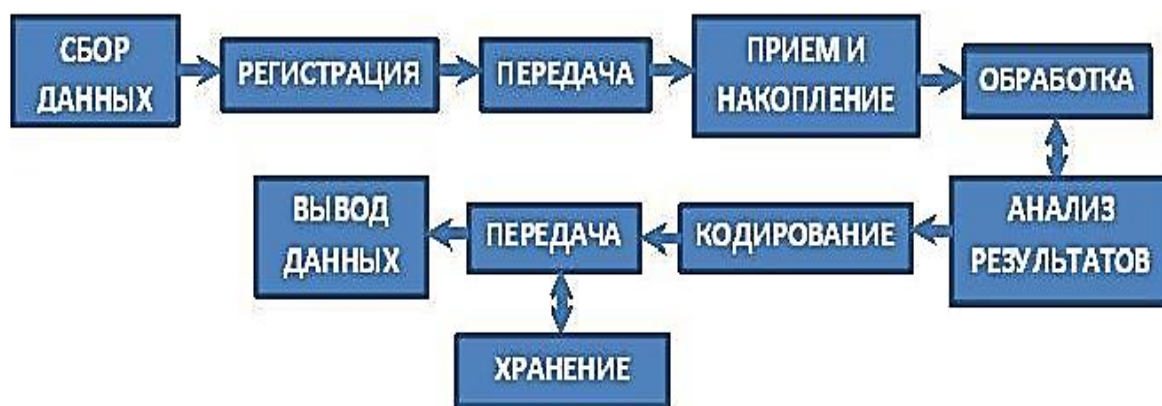 СБОР
ДАННЫХ
РЕГИСТРАЦИЯ
ПЕРЕДАЧА
ПРИЕМ И
НАКОПЛЕНИЕ
ОБРАБОТКА
АНАЛИЗ
РЕЗУЛЬТАТОВ
КОДИРОВАНИЕ
ПЕРЕДАЧА
ВЫВОД
ДАННЫХ
ХРАНЕНИЕ